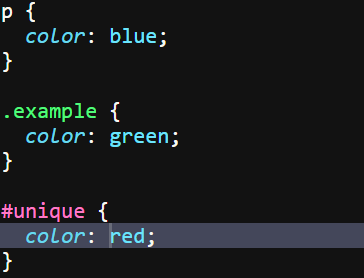 p {
  color: blue;
}

.example {
  color: green;
}

#unique {
  color: red;
}